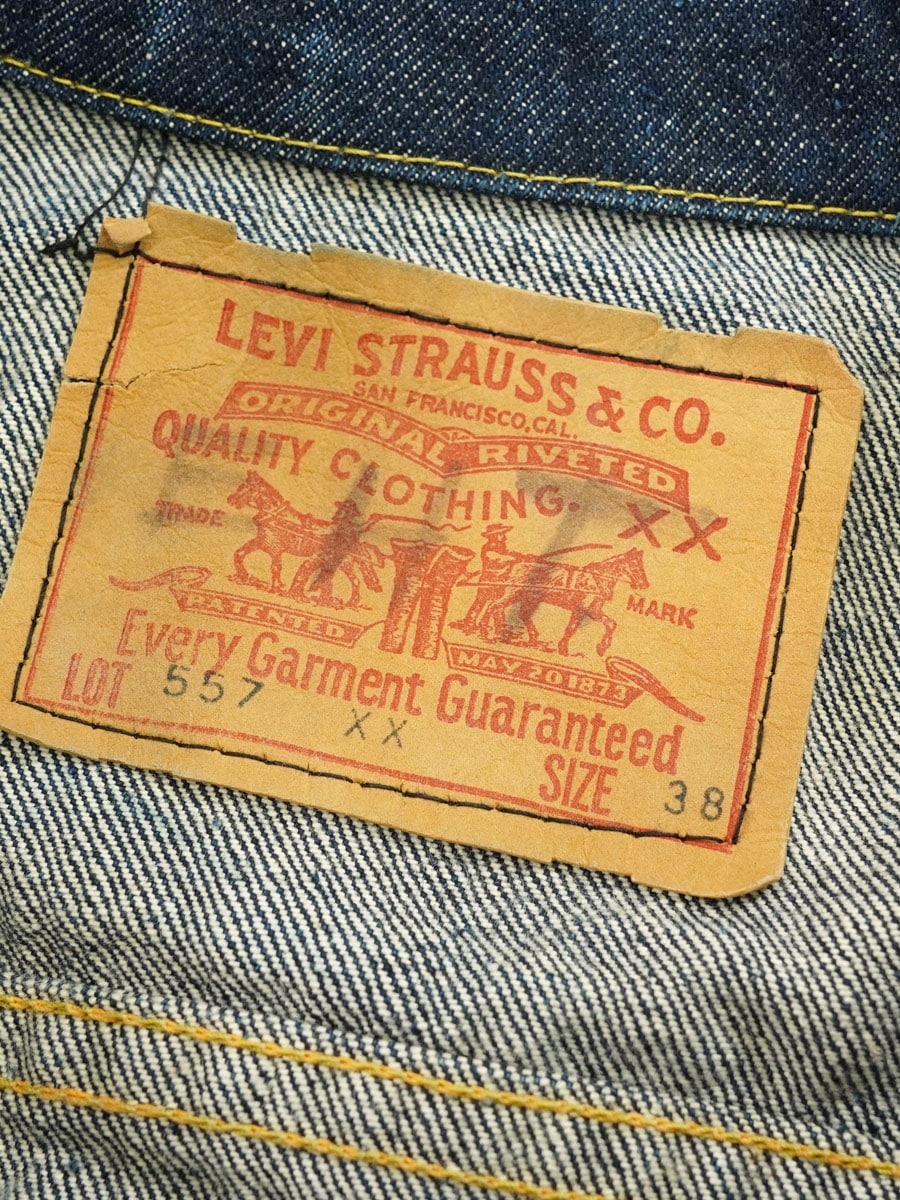 LEVI STRAUSS & CO.
SAN FRANCISCO, CAL.
ORIGINAL RIVETED
QUALITY CLOTHING. XX
TRADE MARK
PATENTED MAY 20 1873
Every Garment Guaranteed
LOT 557 XX
SIZE 38